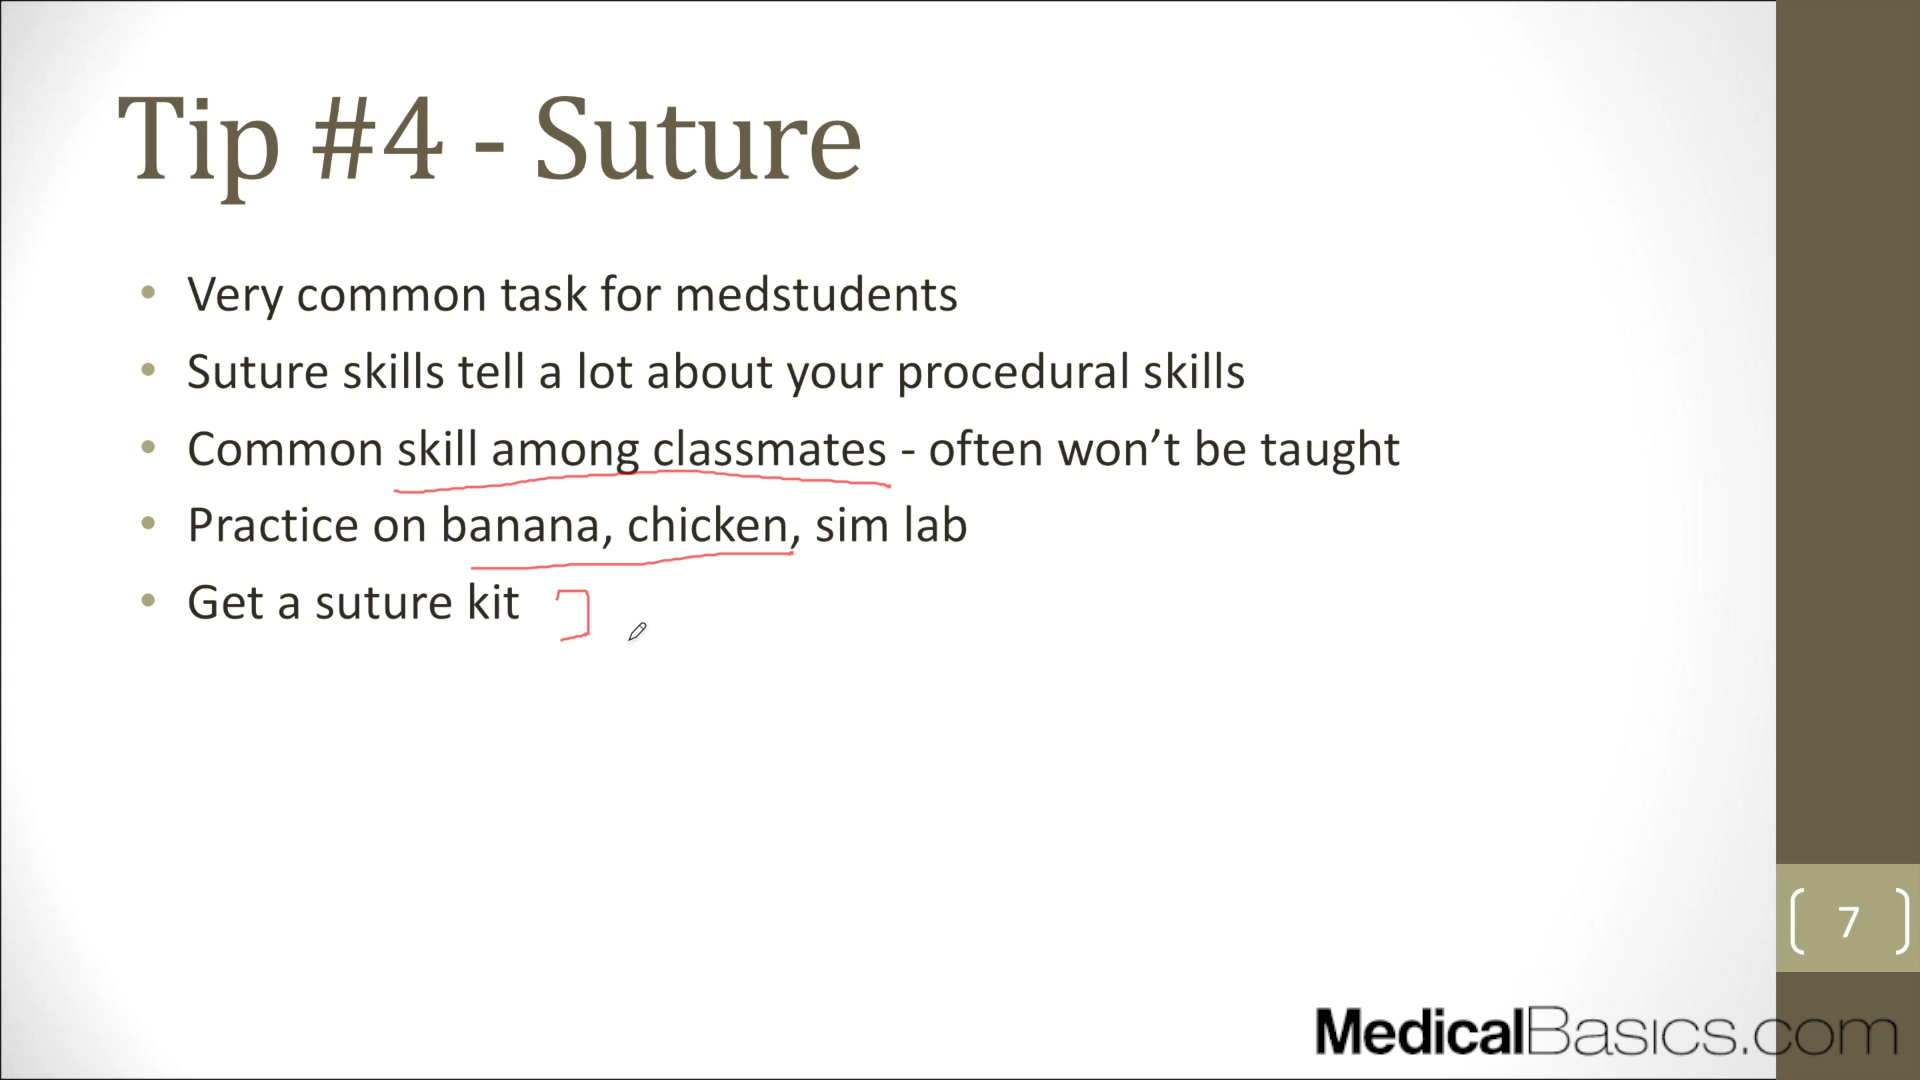 Tip #4 - Suture
• Very common task for medstudents
• Suture skills tell a lot about your procedural skills
• Common skill among classmates - often won’t be taught
• Practice on banana, chicken, sim lab
• Get a suture kit
7
MedicalBasics.com